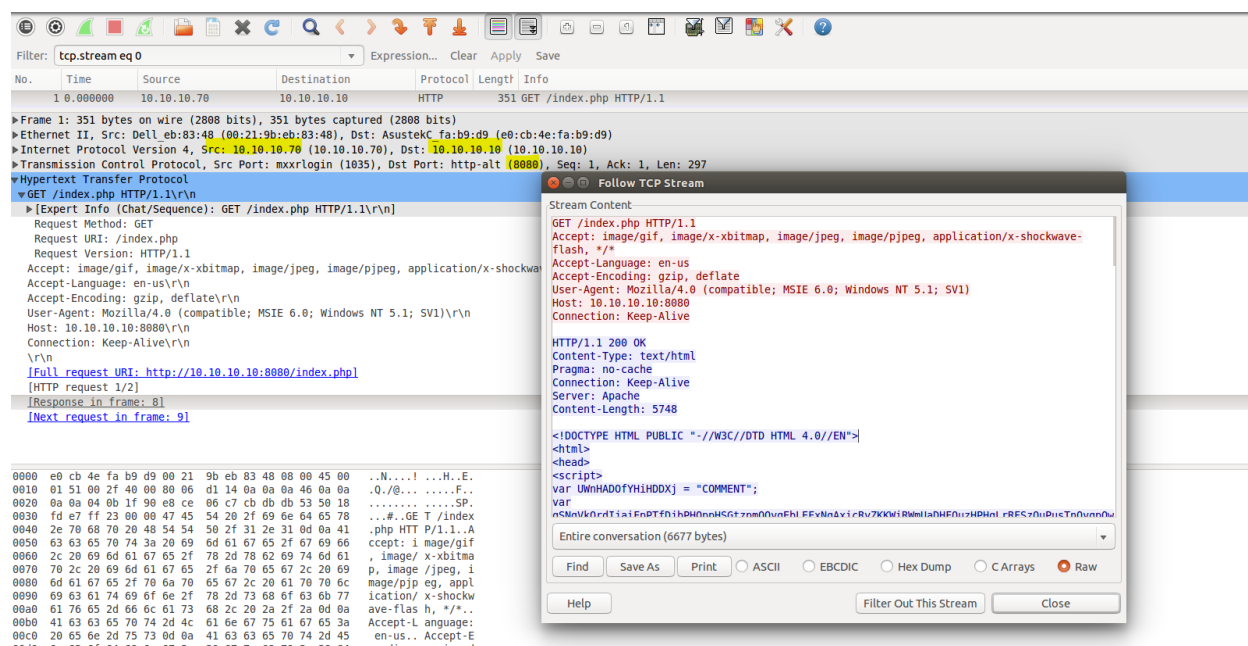 Filter: tcp.stream eq 0 Expression... Clear Apply Save
No. Time Source Destination Protocol Length Info
1 0.000000 10.10.10.70 10.10.10.10 HTTP 351 GET /index.php HTTP/1.1
Frame 1: 351 bytes on wire (2808 bits), 351 bytes captured (2808 bits)
Ethernet II, Src: Dell_eb:83:48 (00:21:9b:eb:83:48), Dst: AsustekC_fa:b9:d9 (e0:cb:4e:fa:b9:d9)
Internet Protocol Version 4, Src: 10.10.10.70 (10.10.10.70), Dst: 10.10.10.10 (10.10.10.10)
Transmission Control Protocol, Src Port: mxxrlogin (1035), Dst Port: http-alt (8080), Seq: 1, Ack: 1, Len: 297
Hypertext Transfer Protocol
GET /index.php HTTP/1.1\r\n
[Expert Info (Chat/Sequence): GET /index.php HTTP/1.1\r\n]
Request Method: GET
Request URI: /index.php
Request Version: HTTP/1.1
Accept: image/gif, image/x-xbitmap, image/jpeg, image/pjpeg, application/x-shockwa
Accept-Language: en-us\r\n
Accept-Encoding: gzip, deflate\r\n
User-Agent: Mozilla/4.0 (compatible; MSIE 6.0; Windows NT 5.1; SV1)\r\n
Host: 10.10.10.10:8080\r\n
Connection: Keep-Alive\r\n
\r\n
[Full request URI: http://10.10.10.10:8080/index.php]
[HTTP request 1/2]
[Response in frame: 8]
[Next request in frame: 9]
0000 e0 cb 4e fa b9 d9 00 21 9b eb 83 48 08 00 45 00 ..N....! ...H..E.
0010 01 51 00 2f 40 00 80 06 d1 14 0a 0a 0a 46 0a 0a .Q./@... .....F..
0020 0a 0a 04 0b 1f 90 e8 ce 06 c7 cb db db 53 50 18 ........ .....SP.
0030 fd e7 ff 23 00 00 47 45 54 20 2f 69 6e 64 65 78 ...#..GE T /index
0040 2e 70 68 70 20 48 54 54 50 2f 31 2e 31 0d 0a 41 .php HTT P/1.1..A
0050 63 63 65 70 74 3a 20 69 6d 61 67 65 2f 67 69 66 ccept: i mage/gif
0060 2c 20 69 6d 61 67 65 2f 78 2d 78 62 69 74 6d 61 , image/ x-xbitma
0070 70 2c 20 69 6d 61 67 65 2f 6a 70 65 67 2c 20 69 p, image /jpeg, i
0080 6d 61 67 65 2f 70 6a 70 65 67 2c 20 61 70 70 6c mage/pjp eg, appl
0090 69 63 61 74 69 6f 6e 2f 78 2d 73 68 6f 63 6b 77 ication/ x-shockw
00a0 61 76 65 2d 66 6c 61 73 68 2c 20 2a 2f 2a 0d 0a ave-flas h, */*..
00b0 41 63 63 65 70 74 2d 4c 61 6e 67 75 61 67 65 3a Accept-L anguage:
00c0 20 65 6e 2d 75 73 0d 0a 41 63 63 65 70 74 2d 45 en-us.. Accept-E
Follow TCP Stream
Stream Content
GET /index.php HTTP/1.1
Accept: image/gif, image/x-xbitmap, image/jpeg, image/pjpeg, application/x-shockwave-
flash, */*
Accept-Language: en-us
Accept-Encoding: gzip, deflate
User-Agent: Mozilla/4.0 (compatible; MSIE 6.0; Windows NT 5.1; SV1)
Host: 10.10.10.10:8080
Connection: Keep-Alive
HTTP/1.1 200 OK
Content-Type: text/html
Pragma: no-cache
Connection: Keep-Alive
Server: Apache
Content-Length: 5748
<!DOCTYPE HTML PUBLIC "-//W3C//DTD HTML 4.0//EN">
<html>
<head>
<script>
var UWnHADOfYHiHDDXj = "COMMENT";
var
Entire conversation (6677 bytes)
Find Save As Print ASCII EBCDIC Hex Dump C Arrays Raw
Help Filter Out This Stream Close